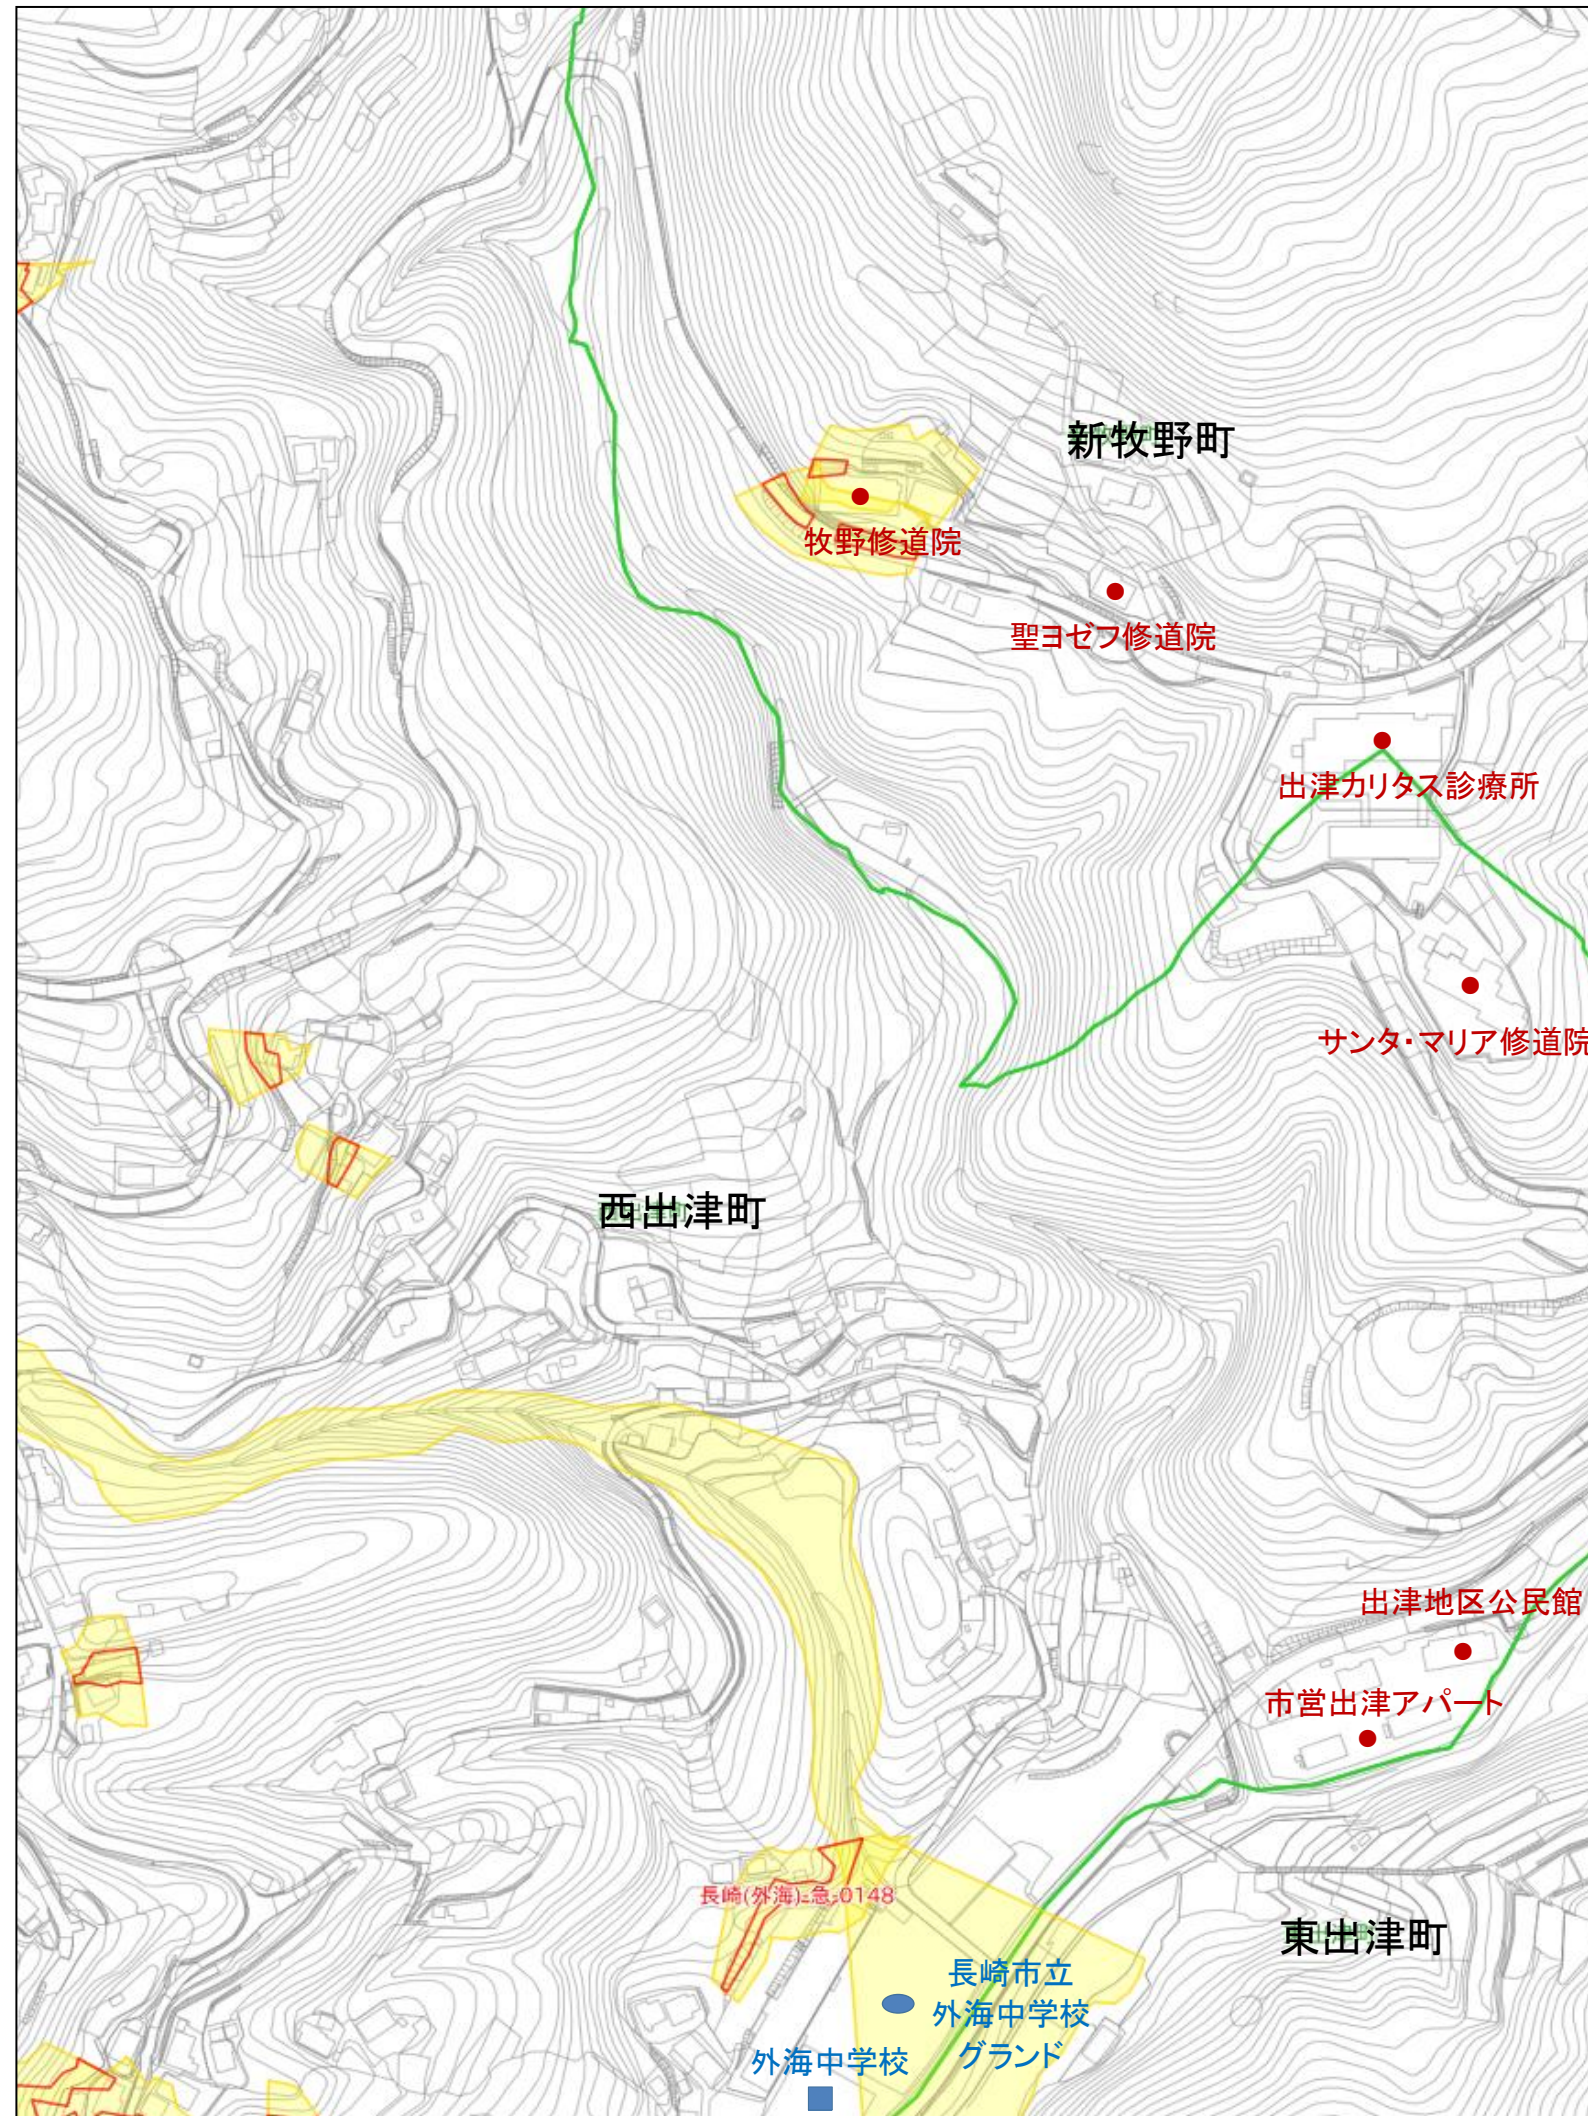 新牧野町
牧野修道院
聖ヨゼフ修道院
出津カリタス診療所
サンタ・マリア修道院
西出津町
出津地区公民館
市営出津アパート
長崎(外海)-急-0148
東出津町
長崎市立
外海中学校
グランド
外海中学校